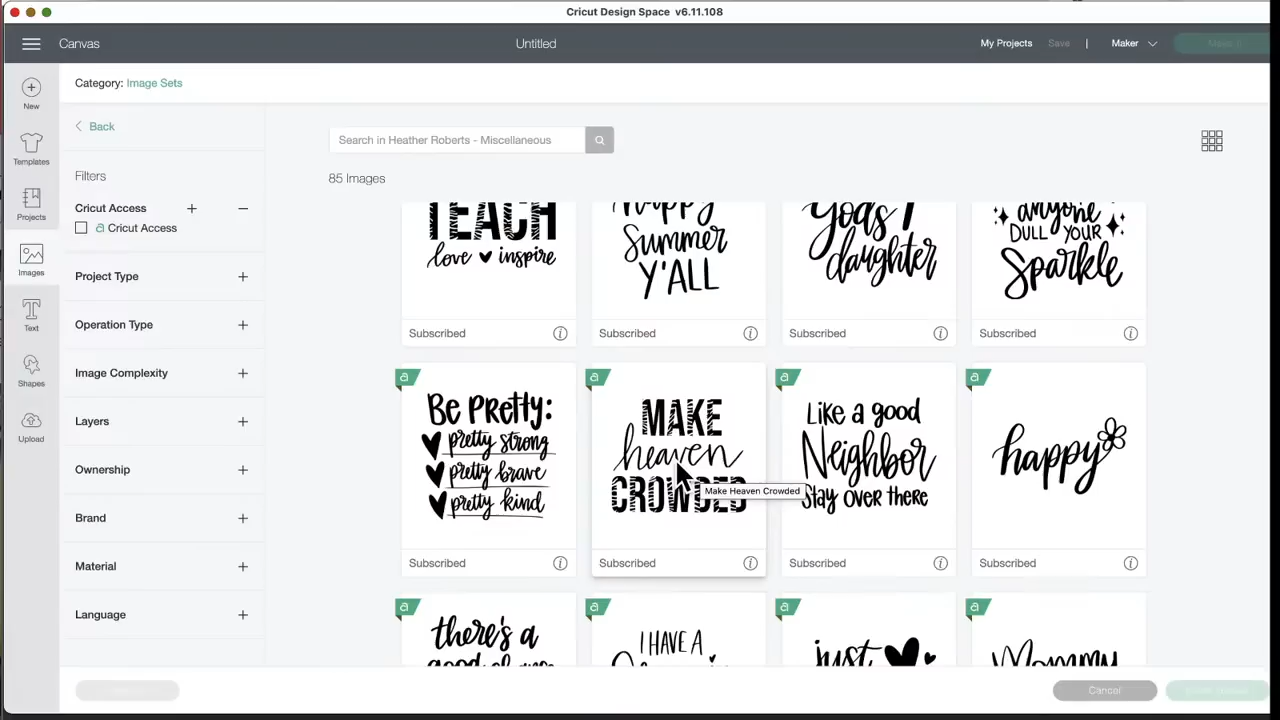 Cricut Design Space v6.11.108
Canvas
Untitled
My Projects
Save
|
Maker
New
Templates
Projects
Images
Text
Shapes
Upload
Category: Image Sets
Back
Filters
Cricut Access
Cricut Access
Project Type
Operation Type
Image Complexity
Layers
Ownership
Brand
Material
Language
Search in Heather Roberts - Miscellaneous
85 Images
TEACH
love inspire
Subscribed
happy
Summer
Y'ALL
Subscribed
daughter
Subscribed
anyone
DULL YOUR
Sparkle
Subscribed
Be PReTTY:
pretty strong
pretty brave
pretty kind
Subscribed
MAKE
heaven
CROWDED
Make Heaven Crowded
Subscribed
Like a good
Neighbor
Stay over there
Subscribed
happy
Subscribed
there's a
I HAVE A
just
Mommy
Cancel